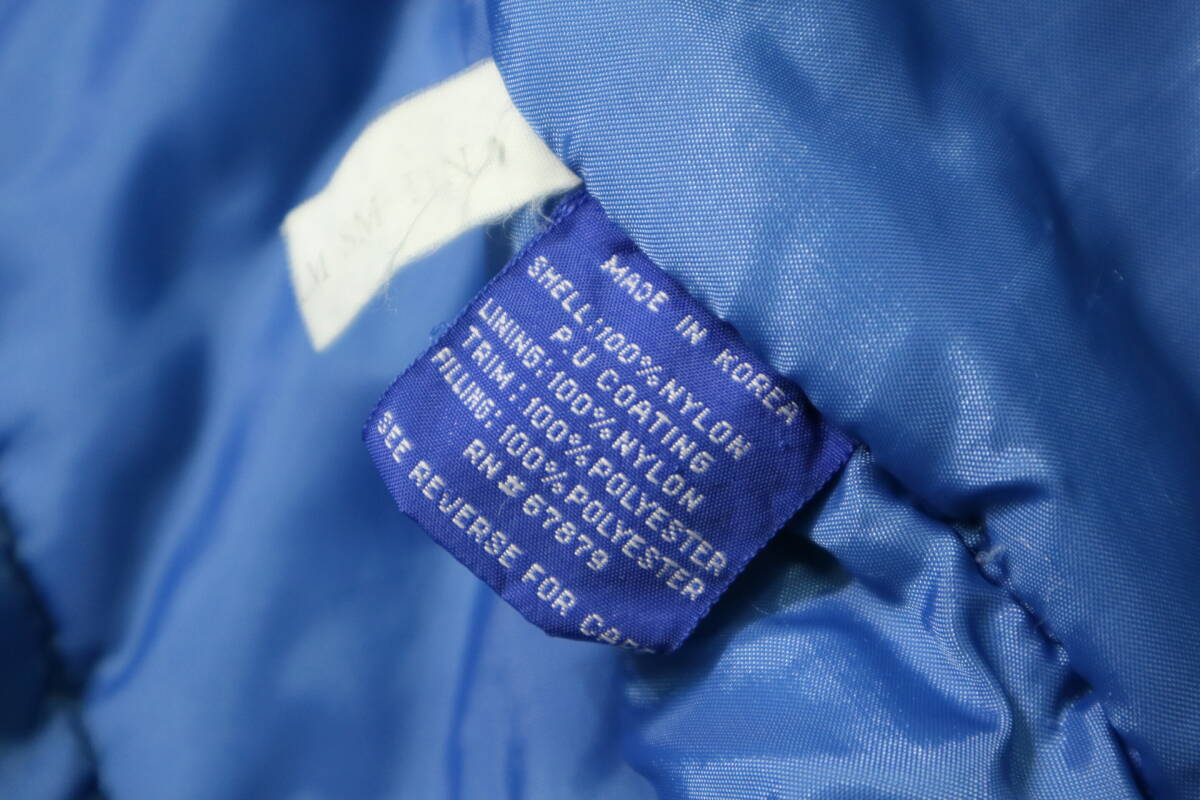 MADE IN KOREA
SHELL:100%NYLON
P.U COATING
LINING:100%NYLON
TRIM:100%POLYESTER
FILLING:100%POLYESTER
RN#67879
SEE REVERSE FOR CARE